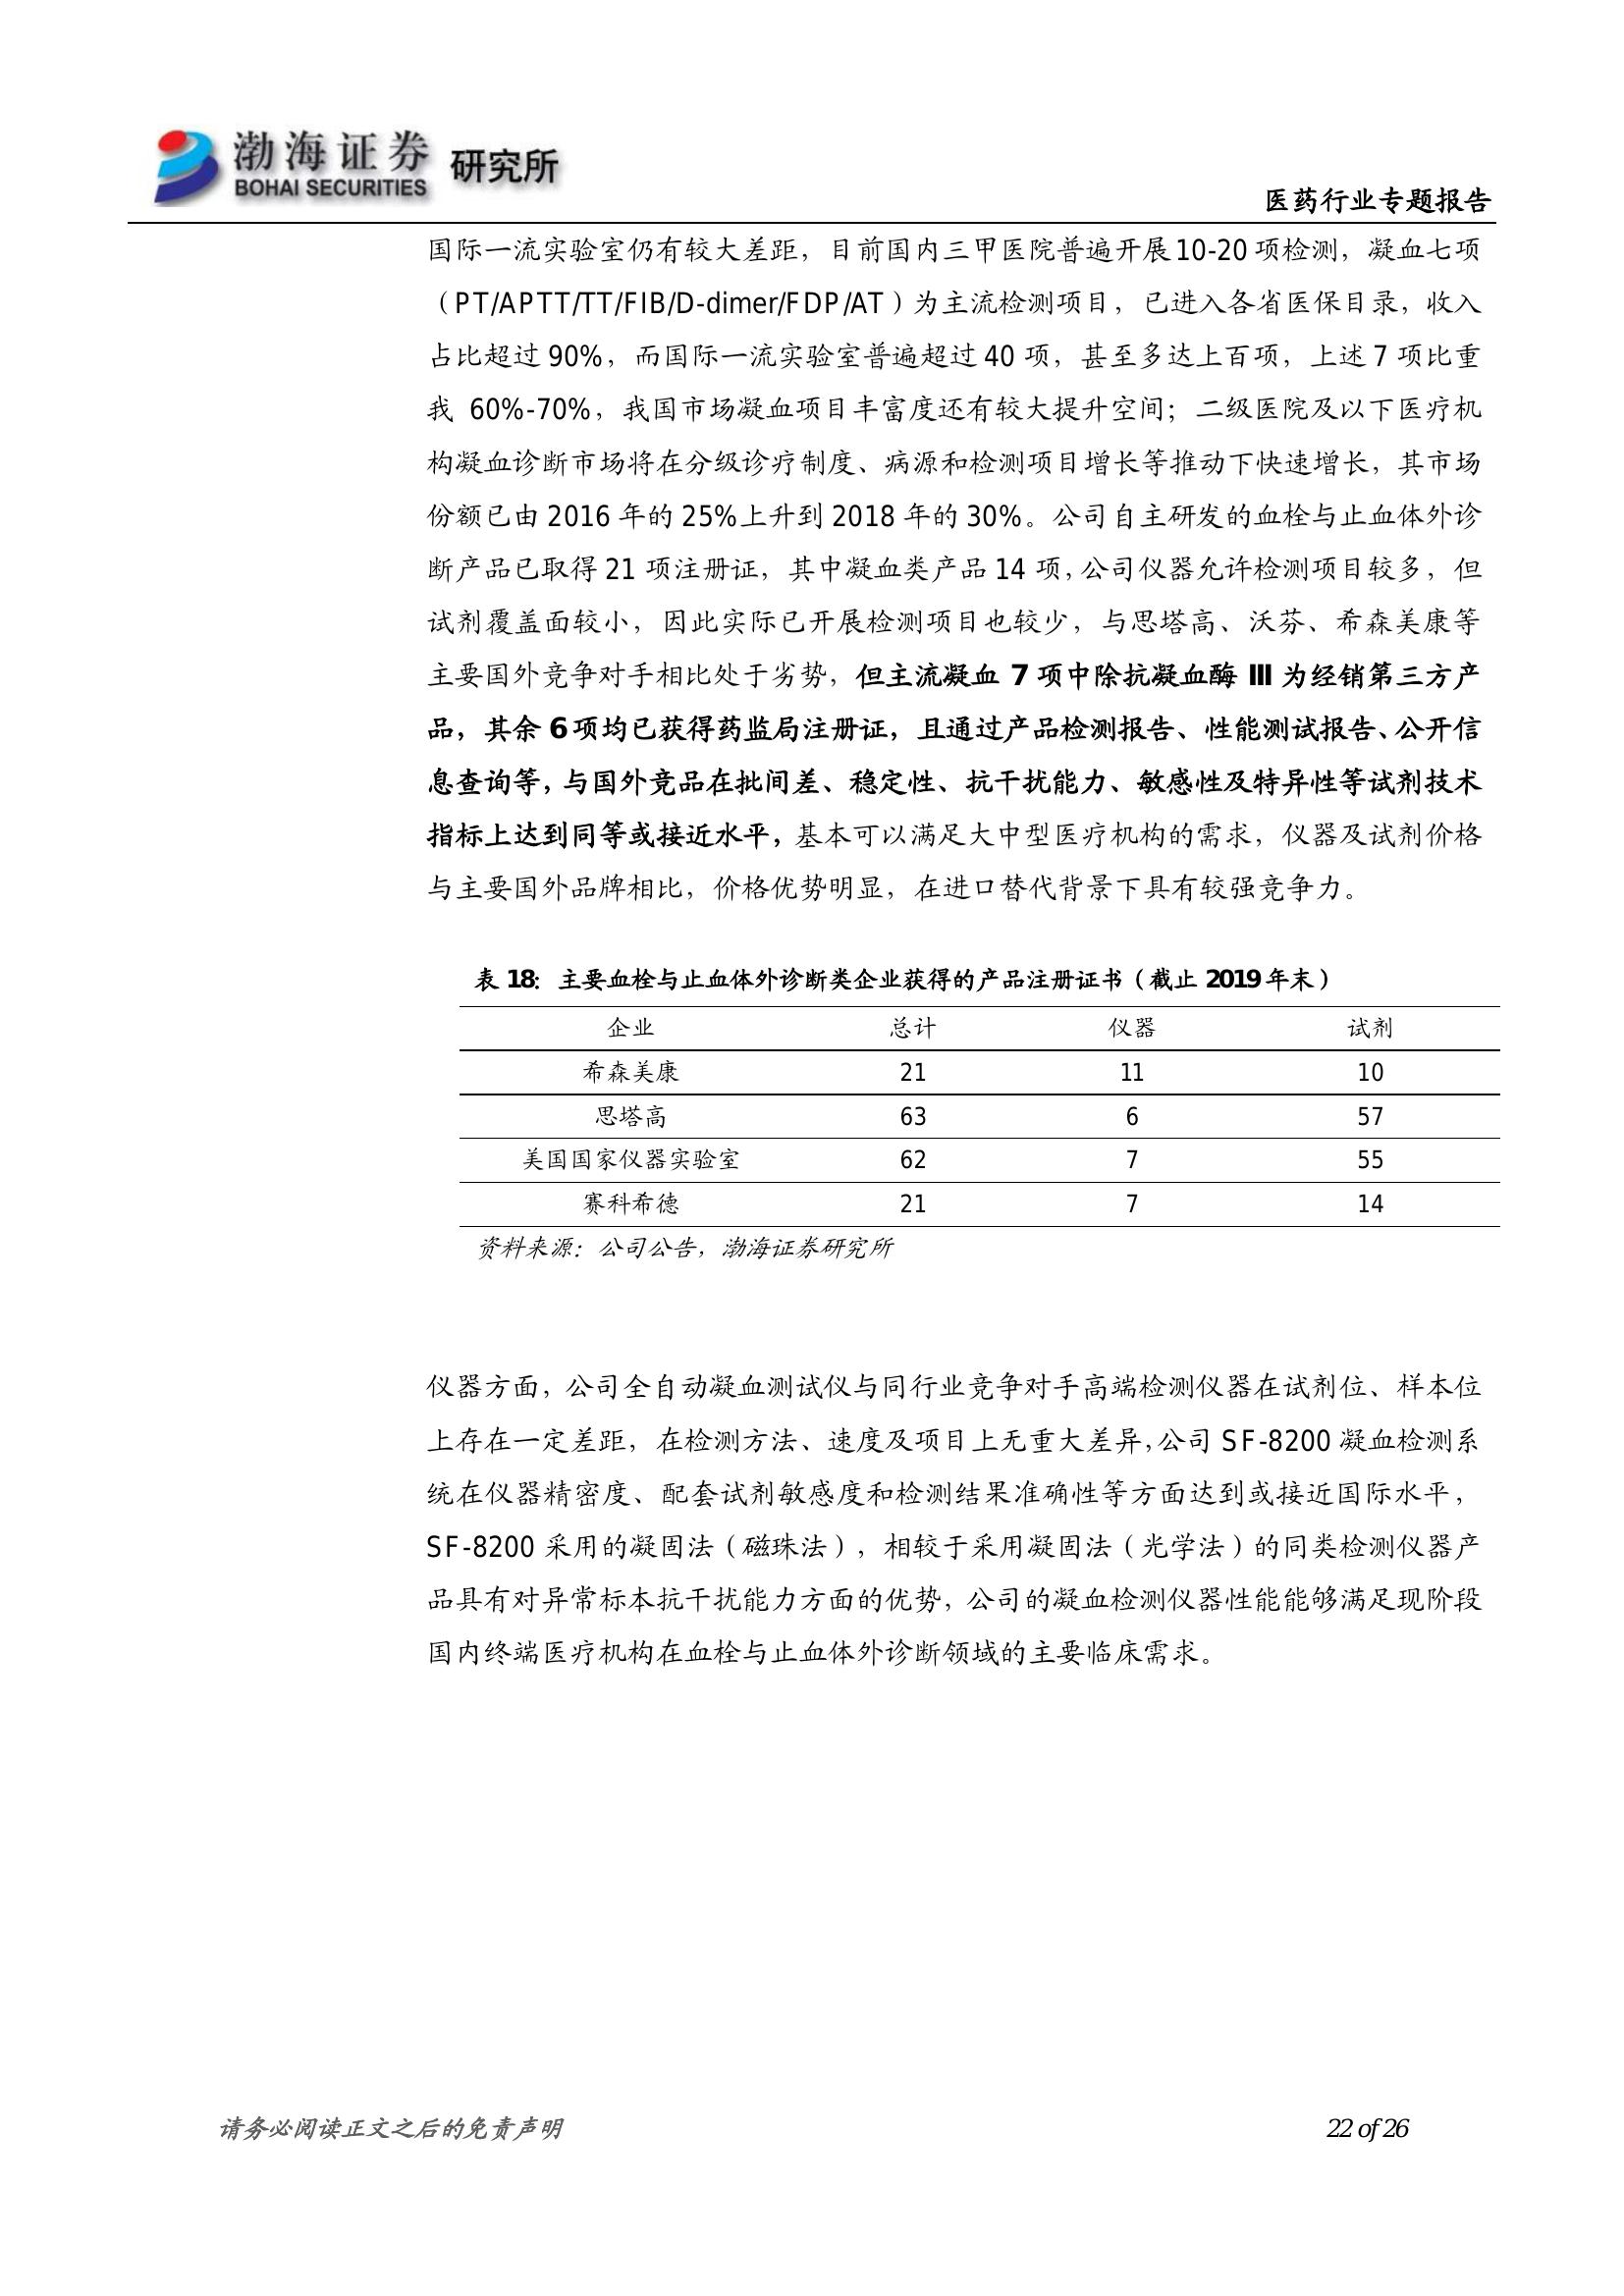 渤海证券 研究所
BOHAI SECURITIES
医药行业专题报告
国际一流实验室仍有较大差距，目前国内三甲医院普遍开展10-20项检测，凝血七项
（PT/APTT/TT/FIB/D-dimer/FDP/AT）为主流检测项目，已进入各省医保目录，收入
占比超过 90%，而国际一流实验室普遍超过 40 项，甚至多达上百项，上述 7 项比重
我 60%-70%，我国市场凝血项目丰富度还有较大提升空间；二级医院及以下医疗机
构凝血诊断市场将在分级诊疗制度、病源和检测项目增长等推动下快速增长，其市场
份额已由 2016 年的 25%上升到 2018 年的 30%。公司自主研发的血栓与止血体外诊
断产品已取得 21 项注册证，其中凝血类产品 14 项，公司仪器允许检测项目较多，但
试剂覆盖面较小，因此实际已开展检测项目也较少，与思塔高、沃芬、希森美康等
主要国外竞争对手相比处于劣势，但主流凝血 7 项中除抗凝血酶 III 为经销第三方产
品，其余 6 项均已获得药监局注册证，且通过产品检测报告、性能测试报告、公开信
息查询等，与国外竞品在批间差、稳定性、抗干扰能力、敏感性及特异性等试剂技术
指标上达到同等或接近水平，基本可以满足大中型医疗机构的需求，仪器及试剂价格
与主要国外品牌相比，价格优势明显，在进口替代背景下具有较强竞争力。
表 18：主要血栓与止血体外诊断类企业获得的产品注册证书（截止 2019 年末）
企业 总计 仪器 试剂
希森美康 21 11 10
思塔高 63 6 57
美国国家仪器实验室 62 7 55
赛科希德 21 7 14
资料来源：公司公告，渤海证券研究所
仪器方面，公司全自动凝血测试仪与同行业竞争对手高端检测仪器在试剂位、样本位
上存在一定差距，在检测方法、速度及项目上无重大差异，公司 SF-8200 凝血检测系
统在仪器精密度、配套试剂敏感度和检测结果准确性等方面达到或接近国际水平，
SF-8200 采用的凝固法（磁珠法），相较于采用凝固法（光学法）的同类检测仪器产
品具有对异常标本抗干扰能力方面的优势，公司的凝血检测仪器性能能够满足现阶段
国内终端医疗机构在血栓与止血体外诊断领域的主要临床需求。
请务必阅读正文之后的免责声明 22 of 26